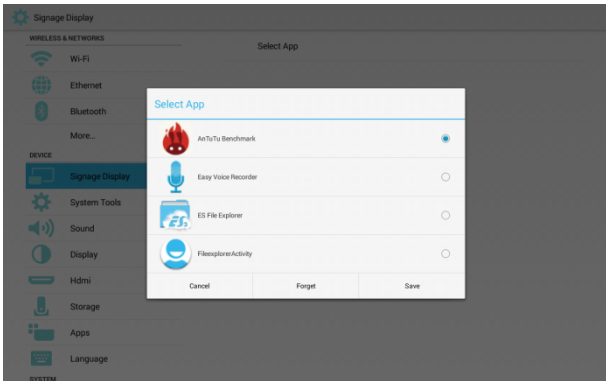 Signage Display
WIRELESS & NETWORKS
Select App
Wi-Fi
Ethernet
Bluetooth
More...
DEVICE
Signage Display
System Tools
Sound
Display
Hdmi
Storage
Apps
Language
SYSTEM
Select App
AnTuTu Benchmark
Easy Voice Recorder
ES File Explorer
FileexplorerActivity
Cancel Forget Save